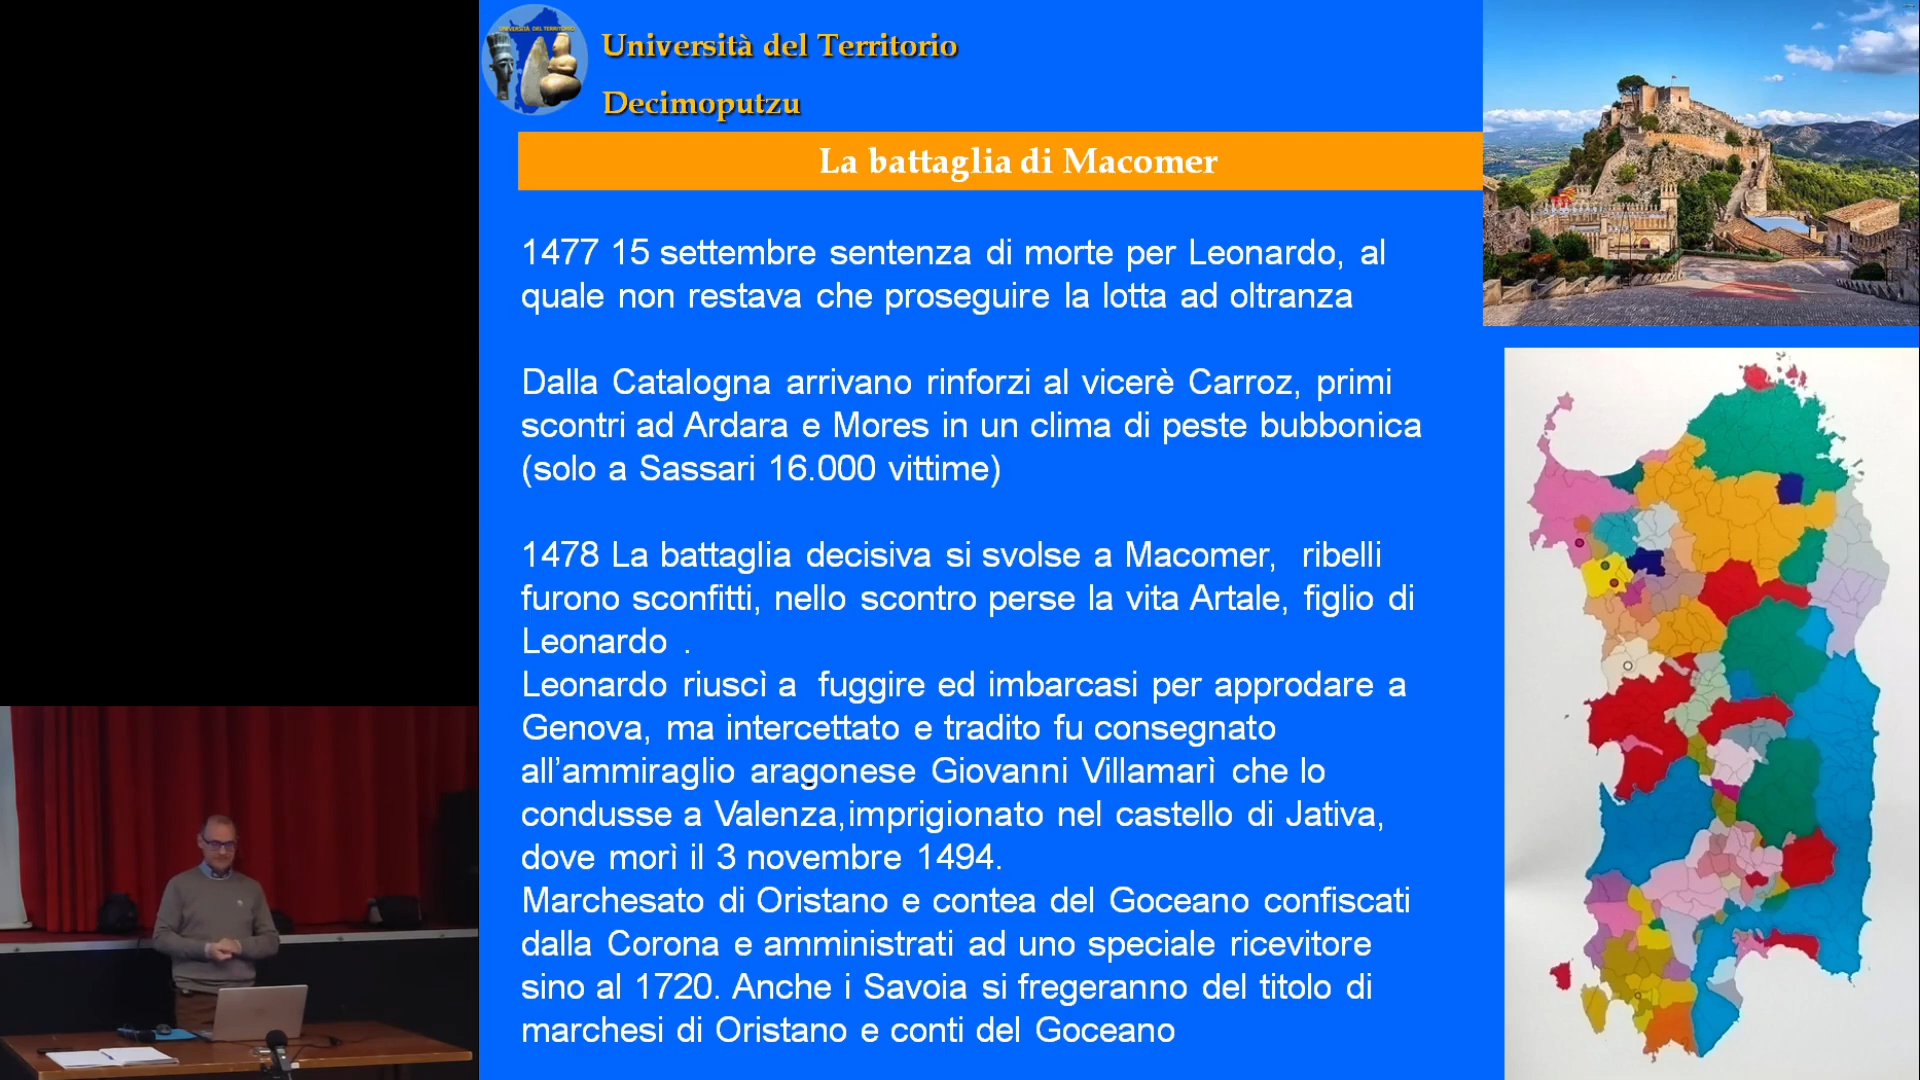 UNIVERSITÀ DEL TERRITORIO
Università del Territorio
Decimoputzu
La battaglia di Macomer
1477 15 settembre sentenza di morte per Leonardo, al
quale non restava che proseguire la lotta ad oltranza
Dalla Catalogna arrivano rinforzi al vicerè Carroz, primi
scontri ad Ardara e Mores in un clima di peste bubbonica
(solo a Sassari 16.000 vittime)
1478 La battaglia decisiva si svolse a Macomer, ribelli
furono sconfitti, nello scontro perse la vita Artale, figlio di
Leonardo .
Leonardo riuscì a fuggire ed imbarcasi per approdare a
Genova, ma intercettato e tradito fu consegnato
all’ammiraglio aragonese Giovanni Villamarì che lo
condusse a Valenza,imprigionato nel castello di Jativa,
dove morì il 3 novembre 1494.
Marchesato di Oristano e contea del Goceano confiscati
dalla Corona e amministrati ad uno speciale ricevitore
sino al 1720. Anche i Savoia si fregeranno del titolo di
marchesi di Oristano e conti del Goceano